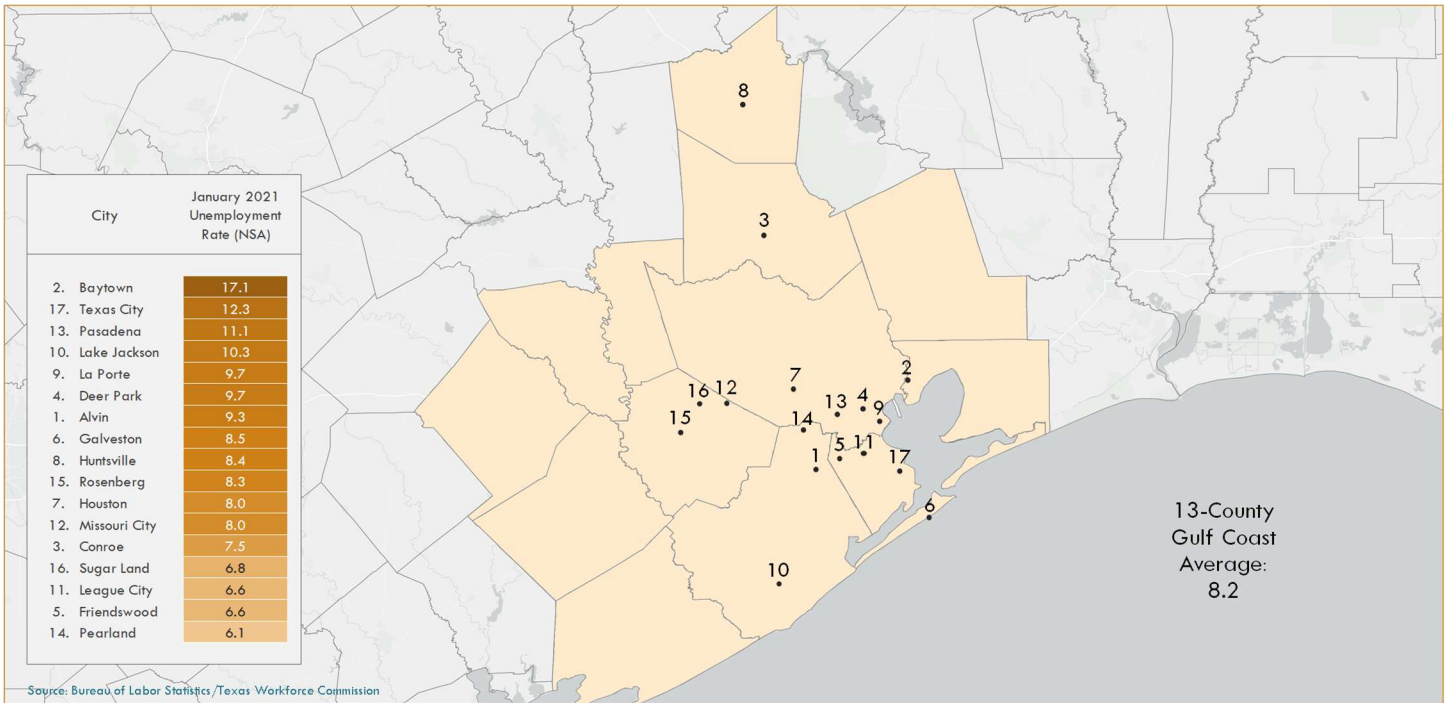 City
January 2021
Unemployment
Rate (NSA)
2. Baytown 17.1
17. Texas City 12.3
13. Pasadena 11.1
10. Lake Jackson 10.3
9. La Porte 9.7
4. Deer Park 9.7
1. Alvin 9.3
6. Galveston 8.5
8. Huntsville 8.4
15. Rosenberg 8.3
7. Houston 8.0
12. Missouri City 8.0
3. Conroe 7.5
16. Sugar Land 6.8
11. League City 6.6
5. Friendswood 6.6
14. Pearland 6.1
Source: Bureau of Labor Statistics/Texas Workforce Commission
8
3
2
7
16 12
13 4 9
15
14
5 11
1
17
6
10
13-County
Gulf Coast
Average:
8.2